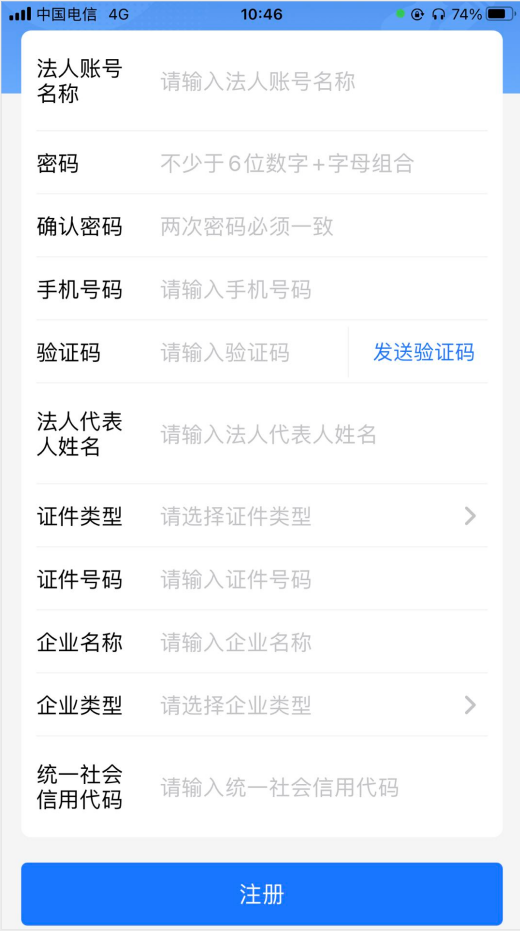 中国电信 4G 10:46 74%
法人账号
名称
请输入法人账号名称
密码 不少于6位数字+字母组合
确认密码 两次密码必须一致
手机号码 请输入手机号码
验证码 请输入验证码 发送验证码
法人代表
人姓名
请输入法人代表人姓名
证件类型 请选择证件类型
证件号码 请输入证件号码
企业名称 请输入企业名称
企业类型 请选择企业类型
统一社会
信用代码
请输入统一社会信用代码
注册